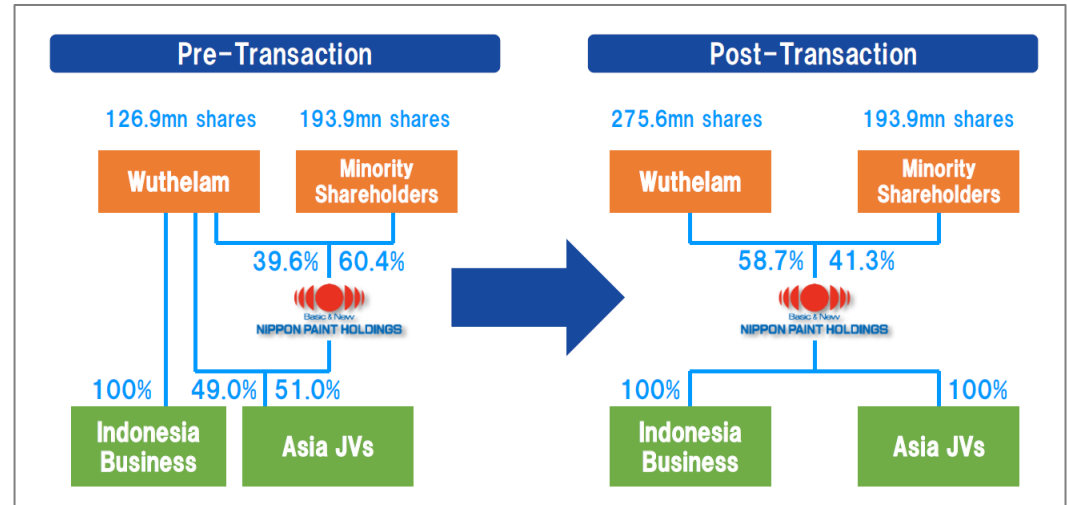 Pre-Transaction
126.9mn shares
193.9mn shares
Wuthelam
Minority
Shareholders
39.6%
60.4%
Basic & New
NIPPON PAINT HOLDINGS
100%
49.0%
51.0%
Indonesia
Business
Asia JVs
Post-Transaction
275.6mn shares
193.9mn shares
Wuthelam
Minority
Shareholders
58.7%
41.3%
Basic & New
NIPPON PAINT HOLDINGS
100%
100%
Indonesia
Business
Asia JVs